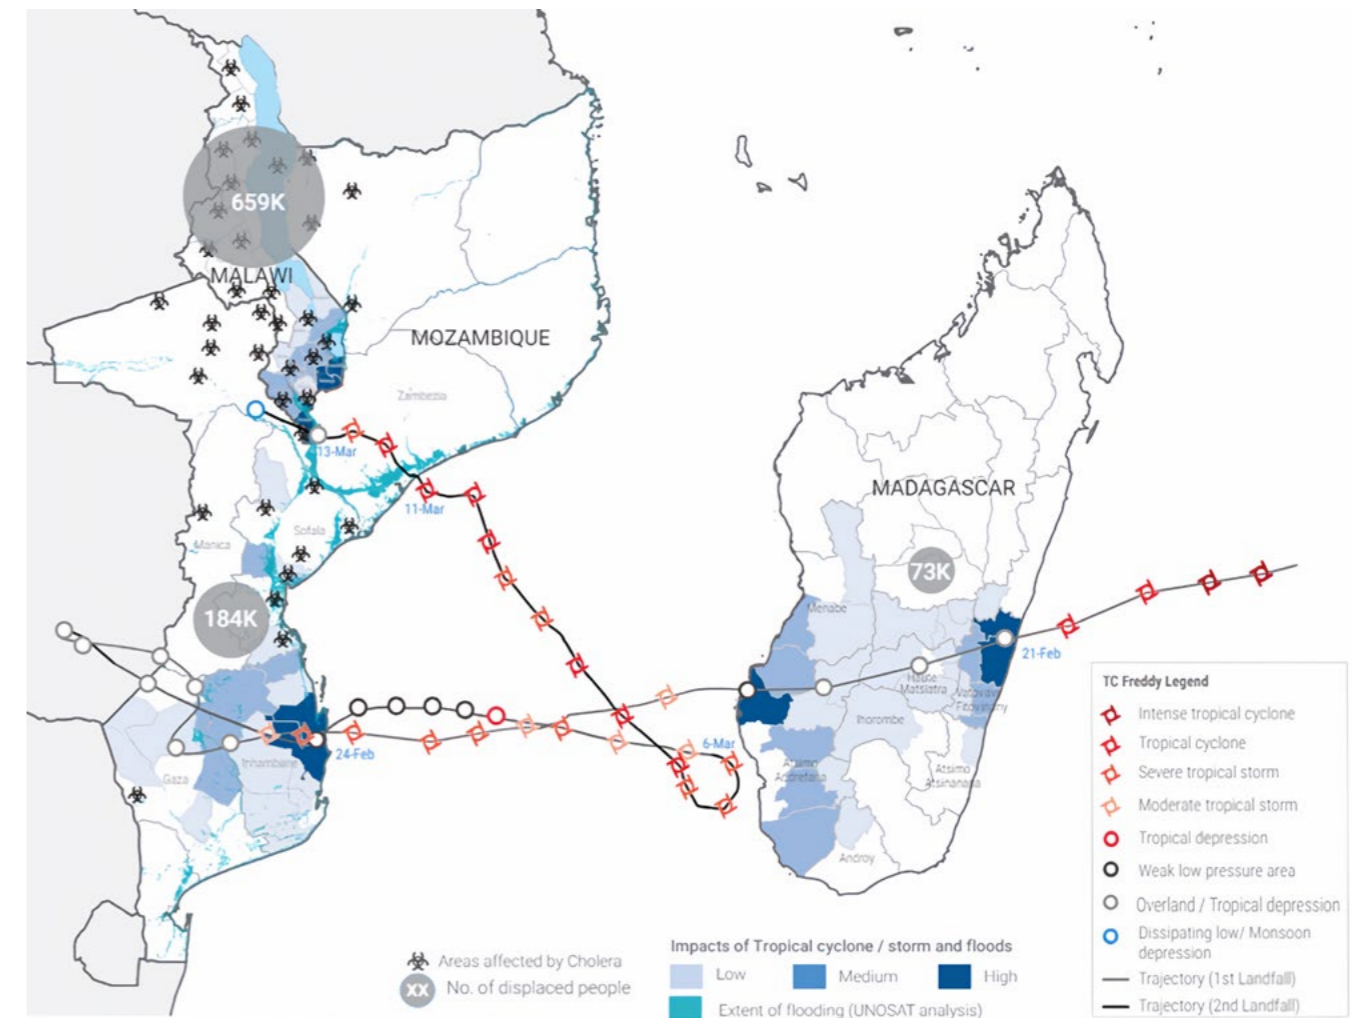 659K
MALAWI
MOZAMBIQUE
Zambezia
13-Mar
11-Mar
MADAGASCAR
Sofala
Manica
73K
184K
Menabe
21-Feb
Haute
Matsiatra
Vatovavy
Fitovinany
Ihorombe
6-Mar
24-Feb
Inhambane
Gaza
Atsimo
Andrefana
Atsimo
Atsinanana
Androy
TC Freddy Legend
Intense tropical cyclone
Tropical cyclone
Severe tropical storm
Moderate tropical storm
Tropical depression
Weak low pressure area
Overland / Tropical depression
Dissipating low/ Monsoon
depression
Trajectory (1st Landfall)
Trajectory (2nd Landfall)
Impacts of Tropical cyclone / storm and floods
Low Medium High
Extent of flooding (UNOSAT analysis)
Areas affected by Cholera
XX No. of displaced people